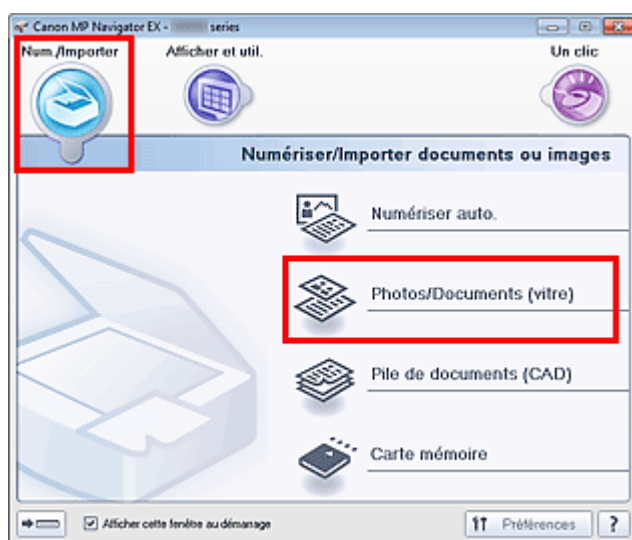 Canon MP Navigator EX - series
Num./Importer
Afficher et util.
Un clic
Numériser/Importer documents ou images
Numériser auto.
Photos/Documents (vitre)
Pile de documents (CAD)
Carte mémoire
Afficher cette fenêtre au démarrage
Préférences
?